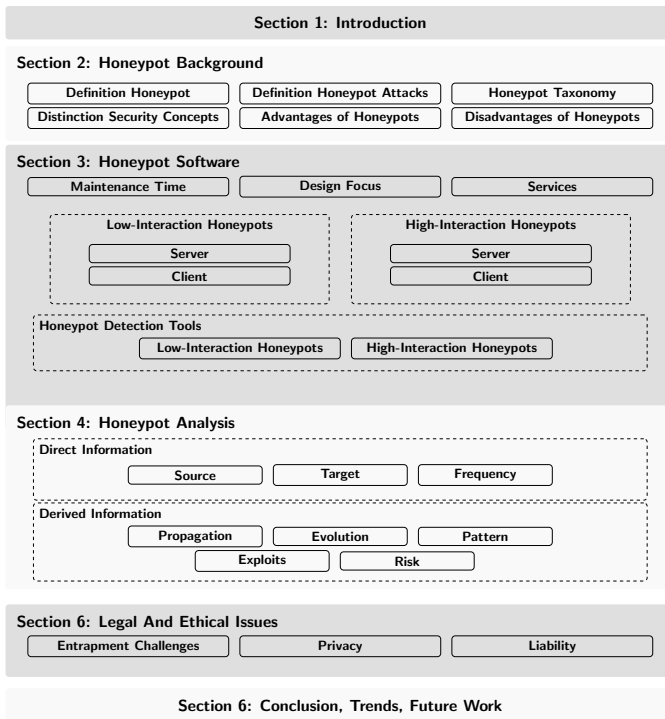 Section 1: Introduction
Section 2: Honeypot Background
Definition Honeypot Definition Honeypot Attacks Honeypot Taxonomy
Distinction Security Concepts Advantages of Honeypots Disadvantages of Honeypots
Section 3: Honeypot Software
Maintenance Time Design Focus Services
Low-Interaction Honeypots High-Interaction Honeypots
Server Server
Client Client
Honeypot Detection Tools
Low-Interaction Honeypots High-Interaction Honeypots
Section 4: Honeypot Analysis
Direct Information
Source Target Frequency
Derived Information
Propagation Evolution Pattern
Exploits Risk
Section 6: Legal And Ethical Issues
Entrapment Challenges Privacy Liability
Section 6: Conclusion, Trends, Future Work